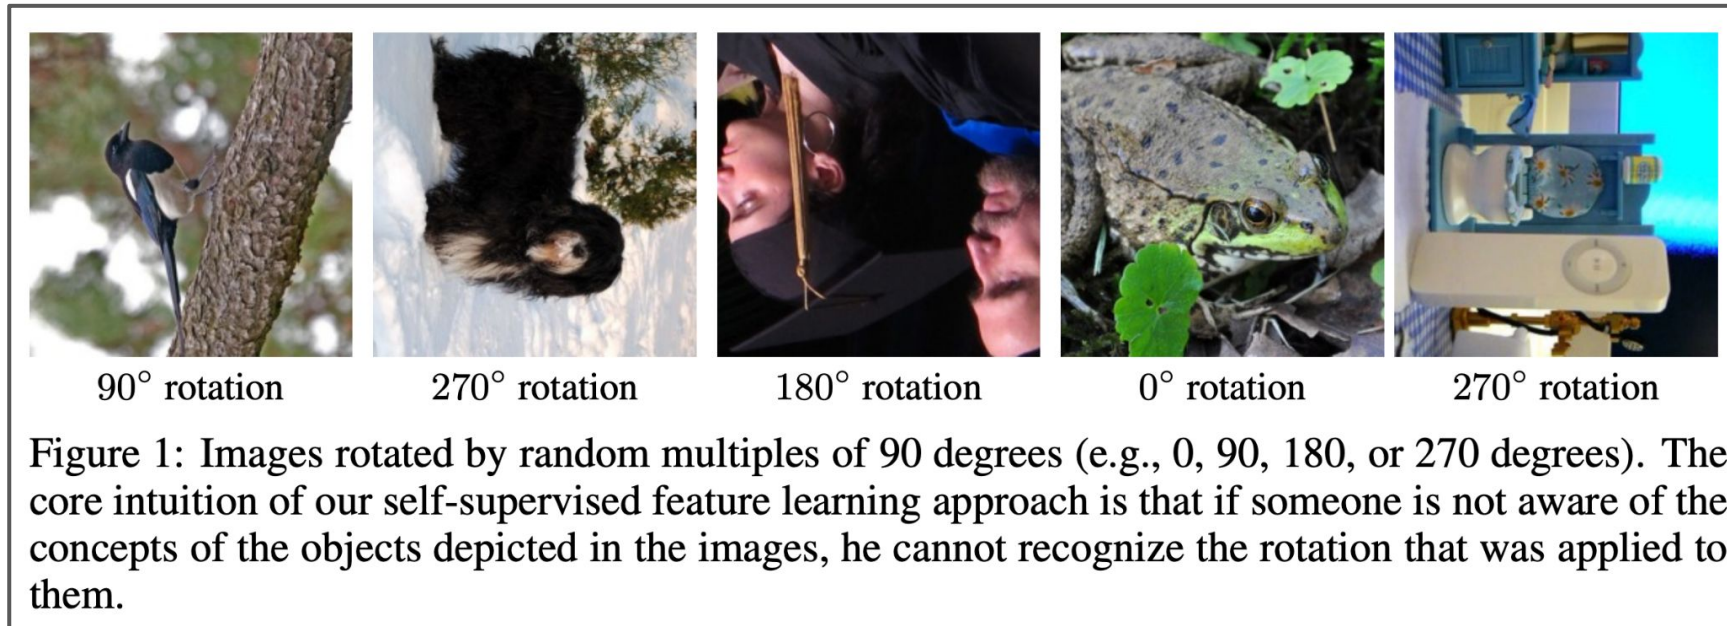 90° rotation
270° rotation
180° rotation
0° rotation
270° rotation
Figure 1: Images rotated by random multiples of 90 degrees (e.g., 0, 90, 180, or 270 degrees). The
core intuition of our self-supervised feature learning approach is that if someone is not aware of the
concepts of the objects depicted in the images, he cannot recognize the rotation that was applied to
them.